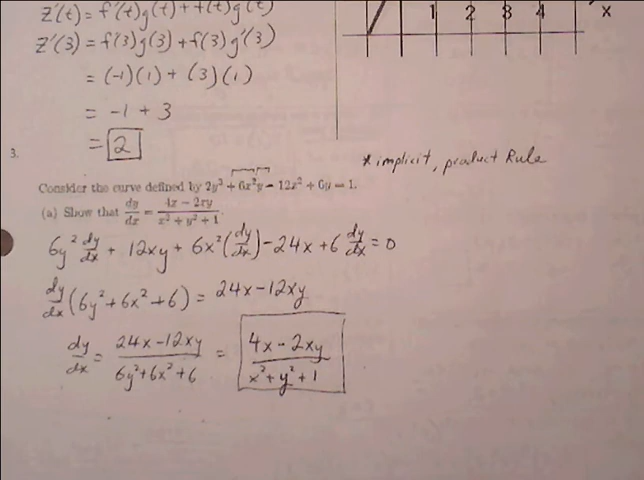 z'(t) = f'(t)g(t) + f(t)g'(t)
z'(3) = f'(3)g(3) + f(3)g'(3)
= (-1)(1) + (3)(1)
= -1 + 3
= 2
1 2 3 4 x
3.
* implicit, product Rule
Consider the curve defined by 2y³ + 6x²y - 12x² + 6y = 1.
(a) Show that dy/dx = (4x - 2xy)/(x² + y² + 1).
6y² dy/dx + 12xy + 6x²(dy/dx) - 24x + 6 dy/dx = 0
dy/dx (6y² + 6x² + 6) = 24x - 12xy
dy/dx = (24x - 12xy)/(6y² + 6x² + 6) = (4x - 2xy)/(x² + y² + 1)